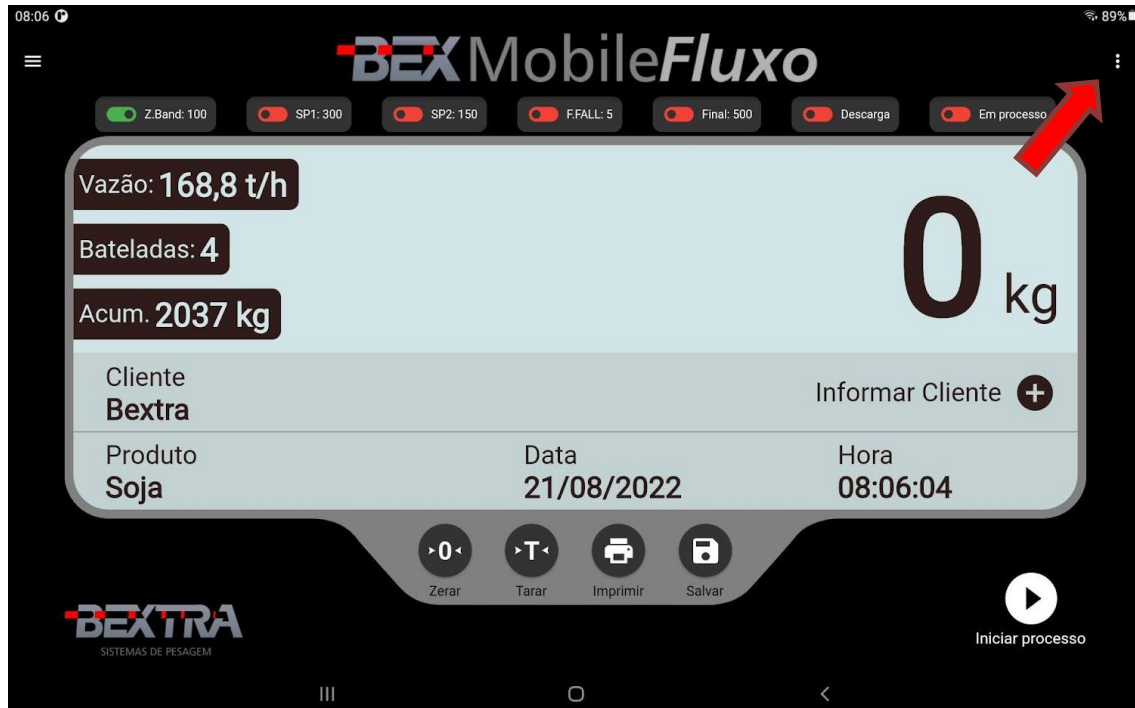 08:06
89%
BEX MobileFluxo
Z.Band: 100
SP1: 300
SP2: 150
F.FALL: 5
Final: 500
Descarga
Em processo
Vazão: 168,8 t/h
Bateladas: 4
Acum. 2037 kg
0 kg
Cliente
Bextra
Informar Cliente
Produto
Soja
Data
21/08/2022
Hora
08:06:04
>0<
Zerar
>T<
Tarar
Imprimir
Salvar
BEXTRA
SISTEMAS DE PESAGEM
Iniciar processo